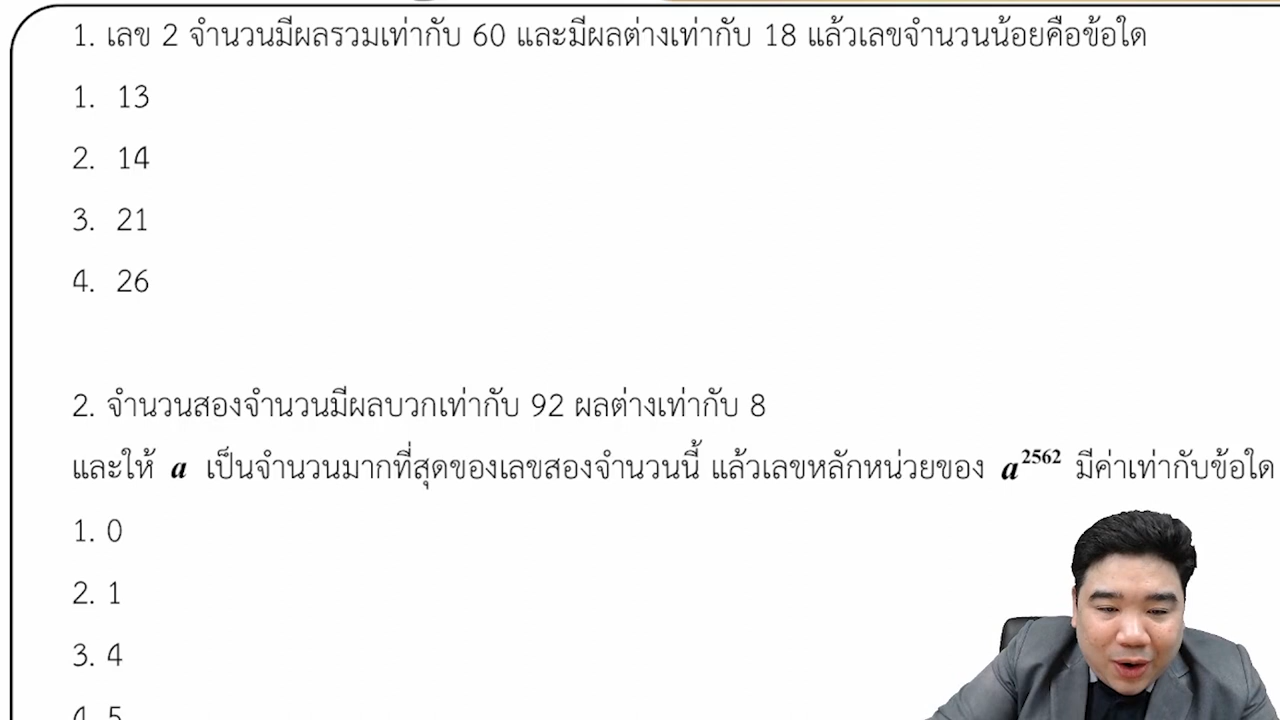 1. เลข 2 จำนวนมีผลรวมเท่ากับ 60 และมีผลต่างเท่ากับ 18 แล้วเลขจำนวนน้อยคือข้อใด
1. 13
2. 14
3. 21
4. 26
2. จำนวนสองจำนวนมีผลบวกเท่ากับ 92 ผลต่างเท่ากับ 8
และให้ a เป็นจำนวนมากที่สุดของเลขสองจำนวนนี้ แล้วเลขหลักหน่วยของ a^2562 มีค่าเท่ากับข้อใด
1. 0
2. 1
3. 4
4. 5